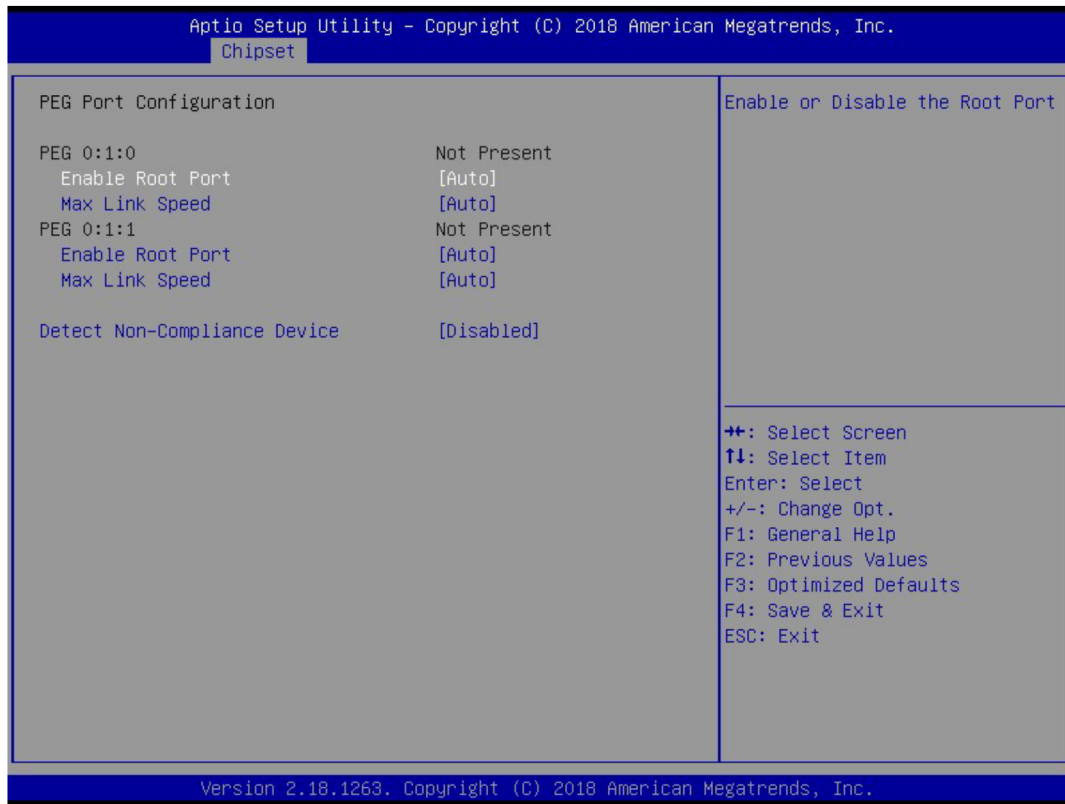 Aptio Setup Utility – Copyright (C) 2018 American Megatrends, Inc.
Chipset
PEG Port Configuration
PEG 0:1:0 Not Present
Enable Root Port [Auto]
Max Link Speed [Auto]
PEG 0:1:1 Not Present
Enable Root Port [Auto]
Max Link Speed [Auto]
Detect Non-Compliance Device [Disabled]
Enable or Disable the Root Port
→←: Select Screen
↑↓: Select Item
Enter: Select
+/-: Change Opt.
F1: General Help
F2: Previous Values
F3: Optimized Defaults
F4: Save & Exit
ESC: Exit
Version 2.18.1263. Copyright (C) 2018 American Megatrends, Inc.